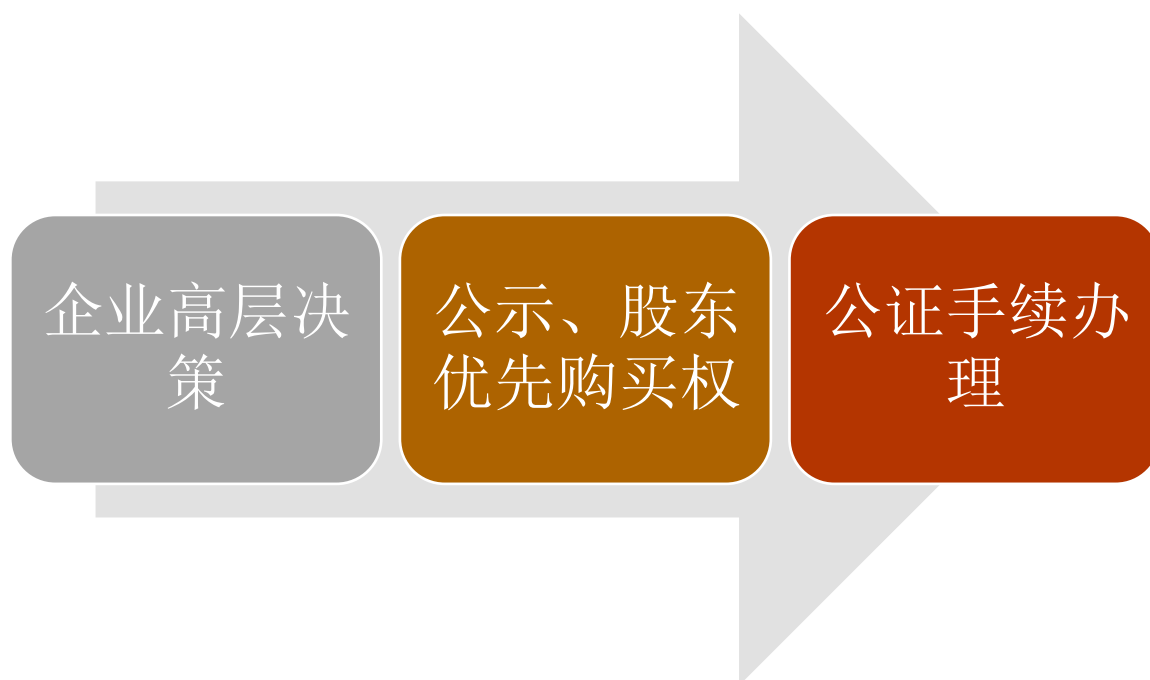 企业高层决
策
公示、股东
优先购买权
公证手续办
理